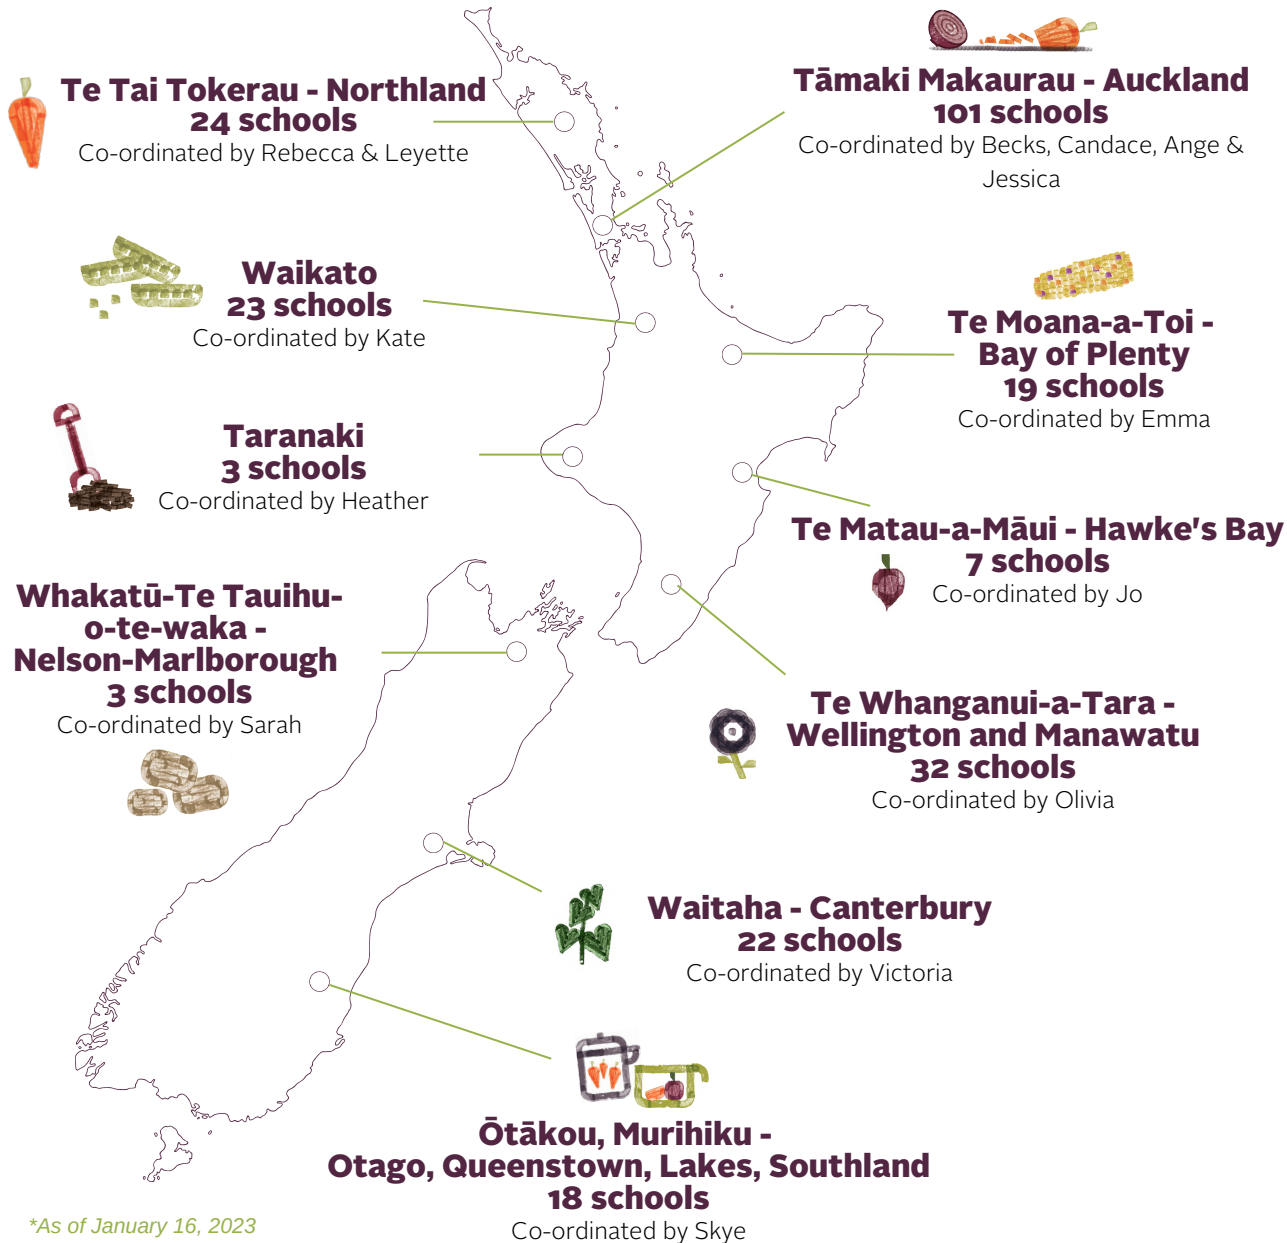 Te Tai Tokerau - Northland
24 schools
Co-ordinated by Rebecca & Leyette
Tāmaki Makaurau - Auckland
101 schools
Co-ordinated by Becks, Candace, Ange &
Jessica
Waikato
23 schools
Co-ordinated by Kate
Te Moana-a-Toi -
Bay of Plenty
19 schools
Co-ordinated by Emma
Taranaki
3 schools
Co-ordinated by Heather
Te Matau-a-Māui - Hawke's Bay
7 schools
Co-ordinated by Jo
Whakatū-Te Tauihu-
o-te-waka -
Nelson-Marlborough
3 schools
Co-ordinated by Sarah
Te Whanganui-a-Tara -
Wellington and Manawatu
32 schools
Co-ordinated by Olivia
Waitaha - Canterbury
22 schools
Co-ordinated by Victoria
Ōtākou, Murihiku -
Otago, Queenstown, Lakes, Southland
18 schools
Co-ordinated by Skye
*As of January 16, 2023